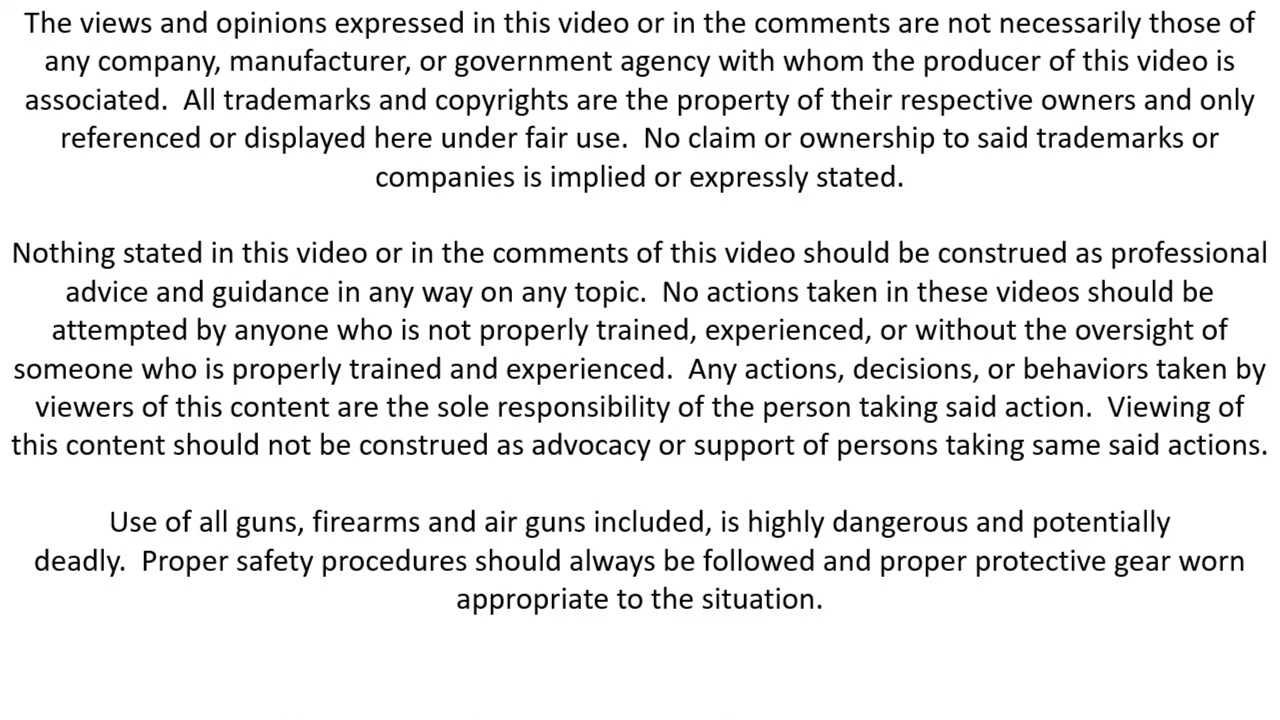 The views and opinions expressed in this video or in the comments are not necessarily those of
any company, manufacturer, or government agency with whom the producer of this video is
associated.  All trademarks and copyrights are the property of their respective owners and only
referenced or displayed here under fair use.  No claim or ownership to said trademarks or
companies is implied or expressly stated.
Nothing stated in this video or in the comments of this video should be construed as professional
advice and guidance in any way on any topic.  No actions taken in these videos should be
attempted by anyone who is not properly trained, experienced, or without the oversight of
someone who is properly trained and experienced.  Any actions, decisions, or behaviors taken by
viewers of this content are the sole responsibility of the person taking said action.  Viewing of
this content should not be construed as advocacy or support of persons taking same said actions.
Use of all guns, firearms and air guns included, is highly dangerous and potentially
deadly.  Proper safety procedures should always be followed and proper protective gear worn
appropriate to the situation.